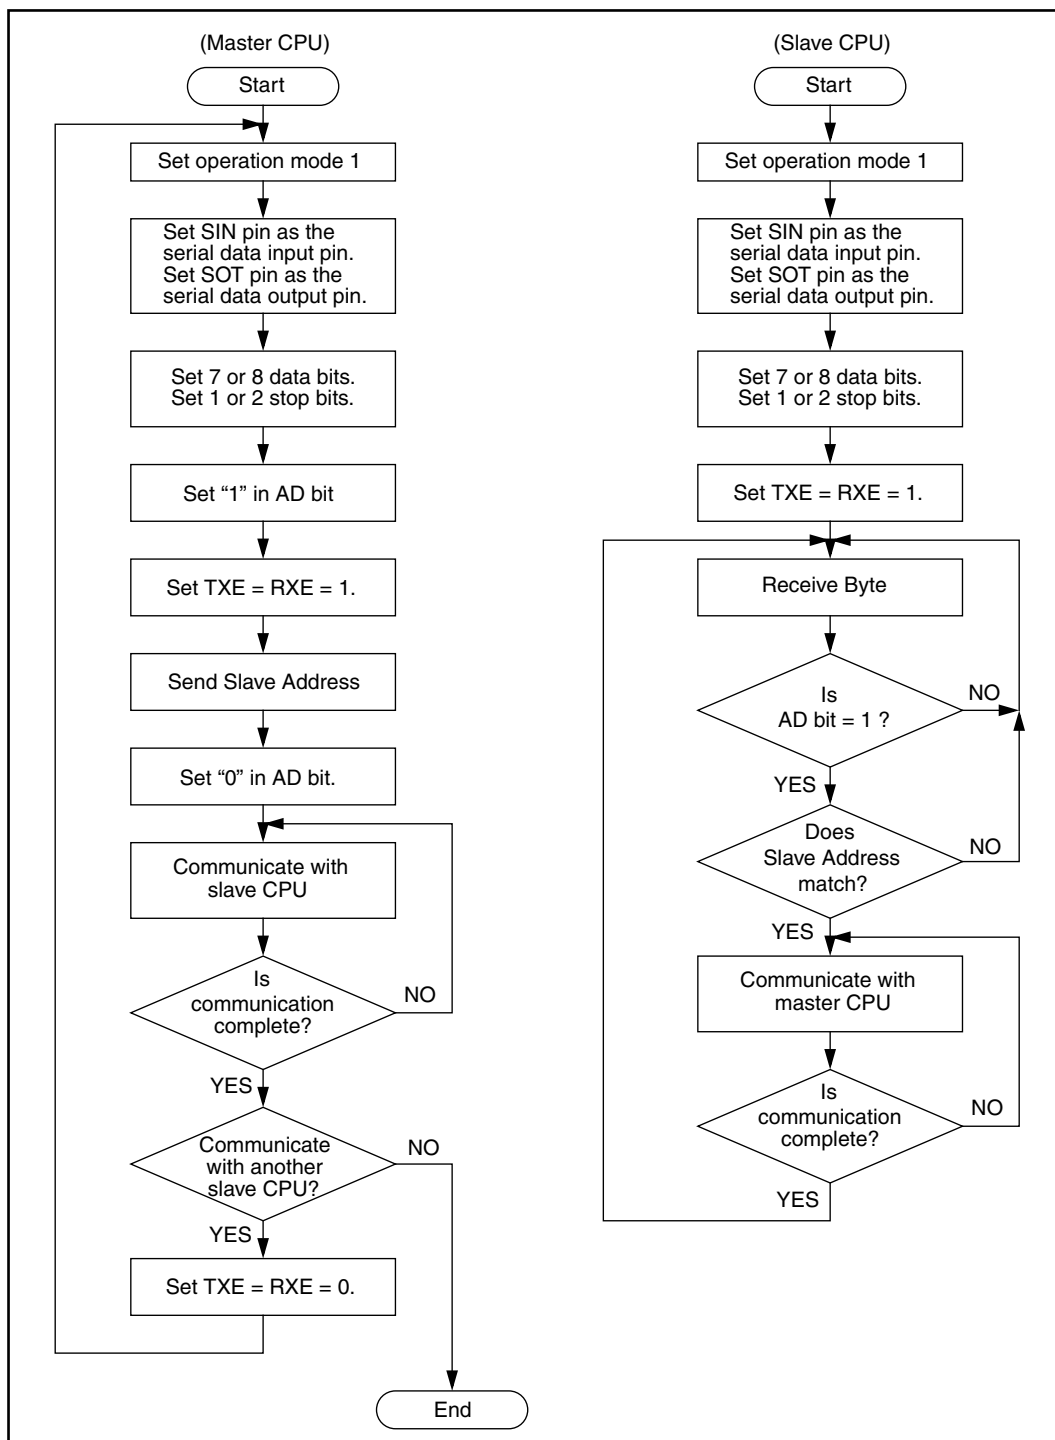 (Master CPU)
Start
Set operation mode 1
Set SIN pin as the
serial data input pin.
Set SOT pin as the
serial data output pin.
Set 7 or 8 data bits.
Set 1 or 2 stop bits.
Set “1” in AD bit
Set TXE = RXE = 1.
Send Slave Address
Set “0” in AD bit.
Communicate with
slave CPU
Is
communication
complete?
NO
YES
Communicate
with another
slave CPU?
NO
YES
Set TXE = RXE = 0.
End
(Slave CPU)
Start
Set operation mode 1
Set SIN pin as the
serial data input pin.
Set SOT pin as the
serial data output pin.
Set 7 or 8 data bits.
Set 1 or 2 stop bits.
Set TXE = RXE = 1.
Receive Byte
Is
AD bit = 1 ?
NO
YES
Does
Slave Address
match?
NO
YES
Communicate with
master CPU
Is
communication
complete?
NO
YES